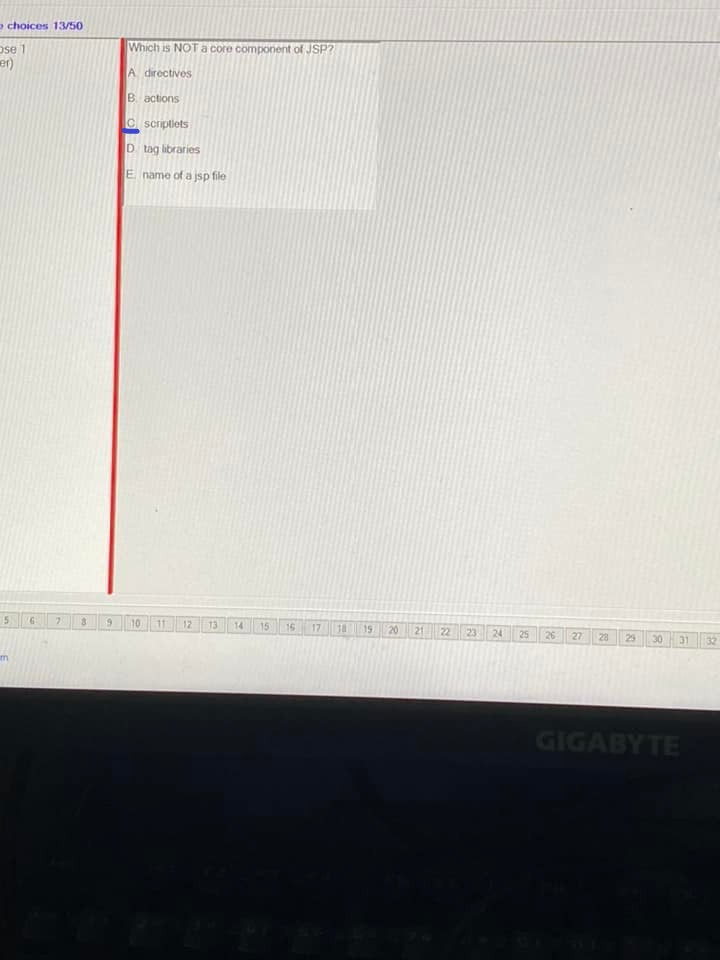 choices 13/50
ose 1
er)
Which is NOT a core component of JSP?
A. directives
B. actions
C. scriptlets
D. tag libraries
E. name of a jsp file
5 6 7 8 9 10 11 12 13 14 15 16 17 18 19 20 21 22 23 24 25 26 27 28 29 30 31 32
m
GIGABYTE